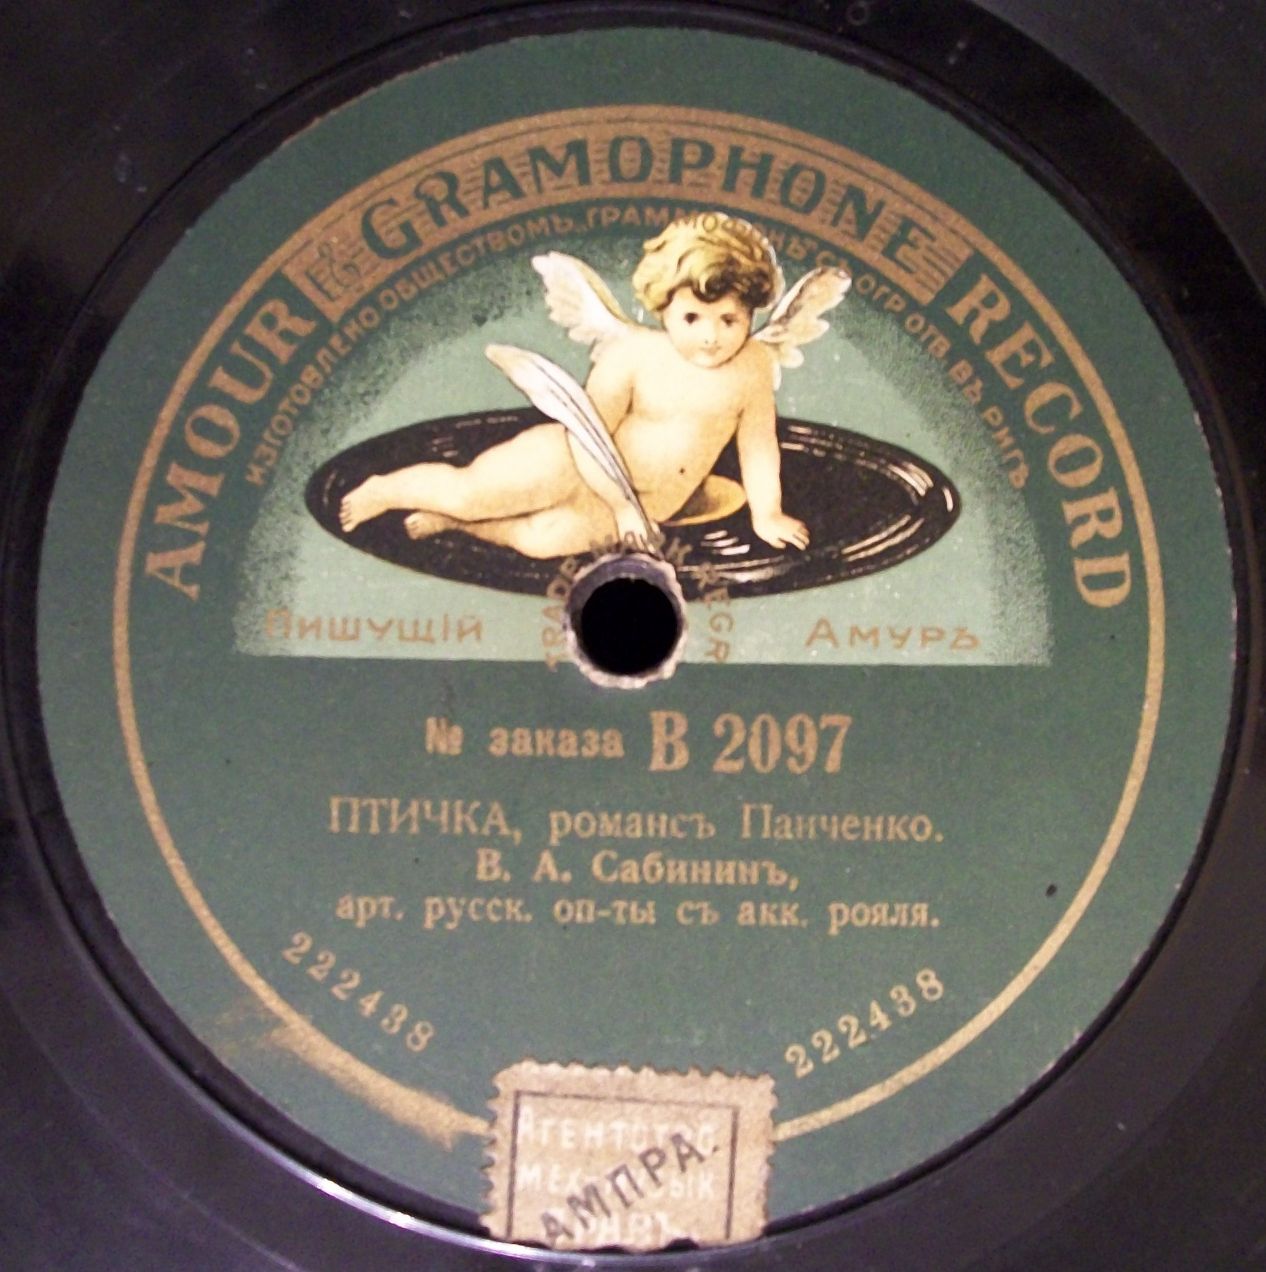 AMOUR GRAMOPHONE RECORD
ИЗГОТОВЛЕНО ОБЩЕСТВОМЪ „ГРАММОФОНЪ" СЪ ОГР. ОТВ. ВЪ РИГѢ
Пишущій Амуръ
TRADE MARK REGR
№ заказа B 2097
ПТИЧКА, романсъ Панченко.
В. А. Сабининъ,
арт. русск. оп-ты съ акк. рояля.
222438 222438
АМПРА.